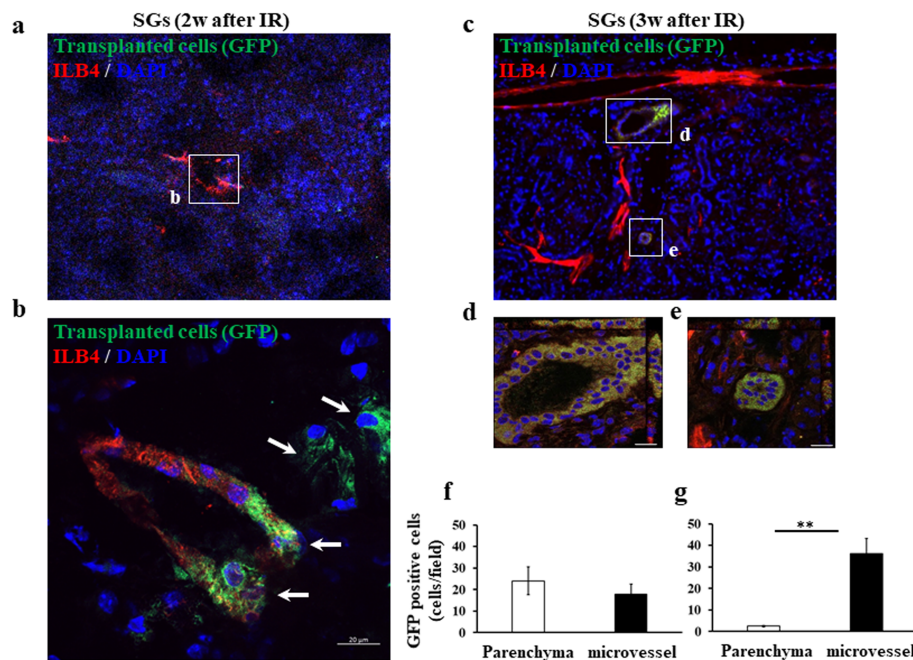 a
SGs (2w after IR)
Transplanted cells (GFP)
ILB4 / DAPI
b
b
Transplanted cells (GFP)
ILB4 / DAPI
20 μm
c
SGs (3w after IR)
Transplanted cells (GFP)
ILB4 / DAPI
d
e
d
e
f
GFP positive cells
(cells/field)
50
40
30
20
10
0
Parenchyma microvessel
g
**
50
40
30
20
10
0
Parenchyma microvessel